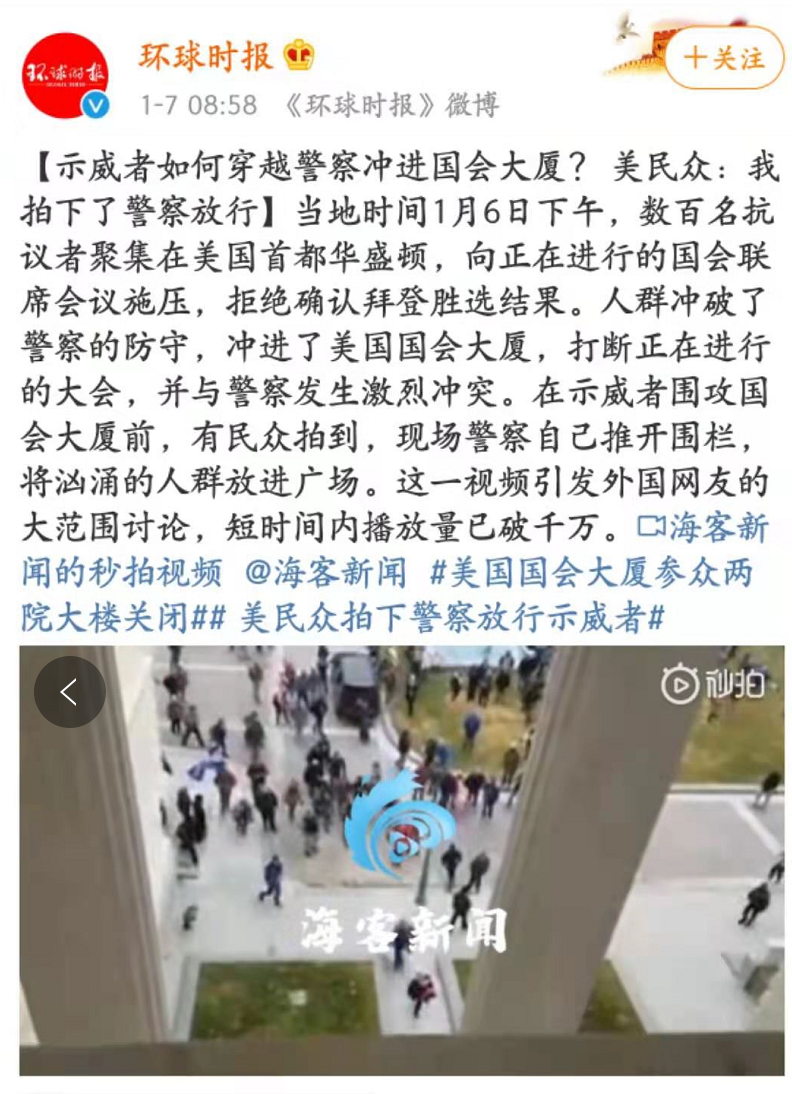 环球时报
环球时报
1-7 08:58 《环球时报》微博
+关注
【示威者如何穿越警察冲进国会大厦？ 美民众：我
拍下了警察放行】当地时间1月6日下午，数百名抗
议者聚集在美国首都华盛顿，向正在进行的国会联
席会议施压，拒绝确认拜登胜选结果。人群冲破了
警察的防守，冲进了美国国会大厦，打断正在进行
的大会，并与警察发生激烈冲突。在示威者围攻国
会大厦前，有民众拍到，现场警察自己推开围栏，
将汹涌的人群放进广场。这一视频引发外国网友的
大范围讨论，短时间内播放量已破千万。海客新
闻的秒拍视频 @海客新闻 #美国国会大厦参众两
院大楼关闭## 美民众拍下警察放行示威者#
秒拍
海客新闻